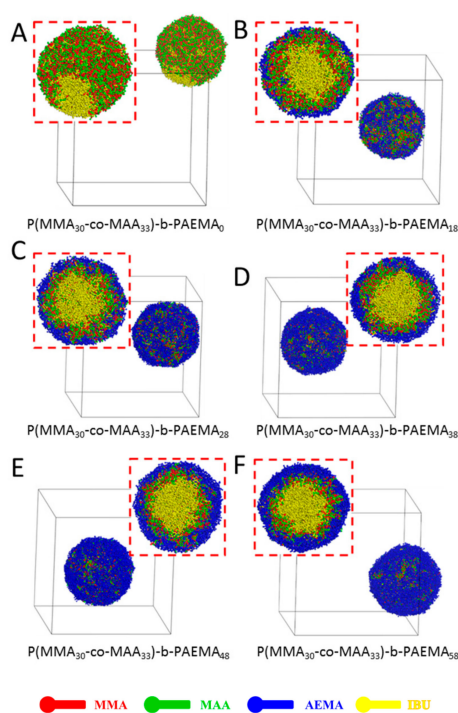 A
B
P(MMA₃₀-co-MAA₃₃)-b-PAEMA₀
P(MMA₃₀-co-MAA₃₃)-b-PAEMA₁₈
C
D
P(MMA₃₀-co-MAA₃₃)-b-PAEMA₂₈
P(MMA₃₀-co-MAA₃₃)-b-PAEMA₃₈
E
F
P(MMA₃₀-co-MAA₃₃)-b-PAEMA₄₈
P(MMA₃₀-co-MAA₃₃)-b-PAEMA₅₈
MMA MAA AEMA IBU